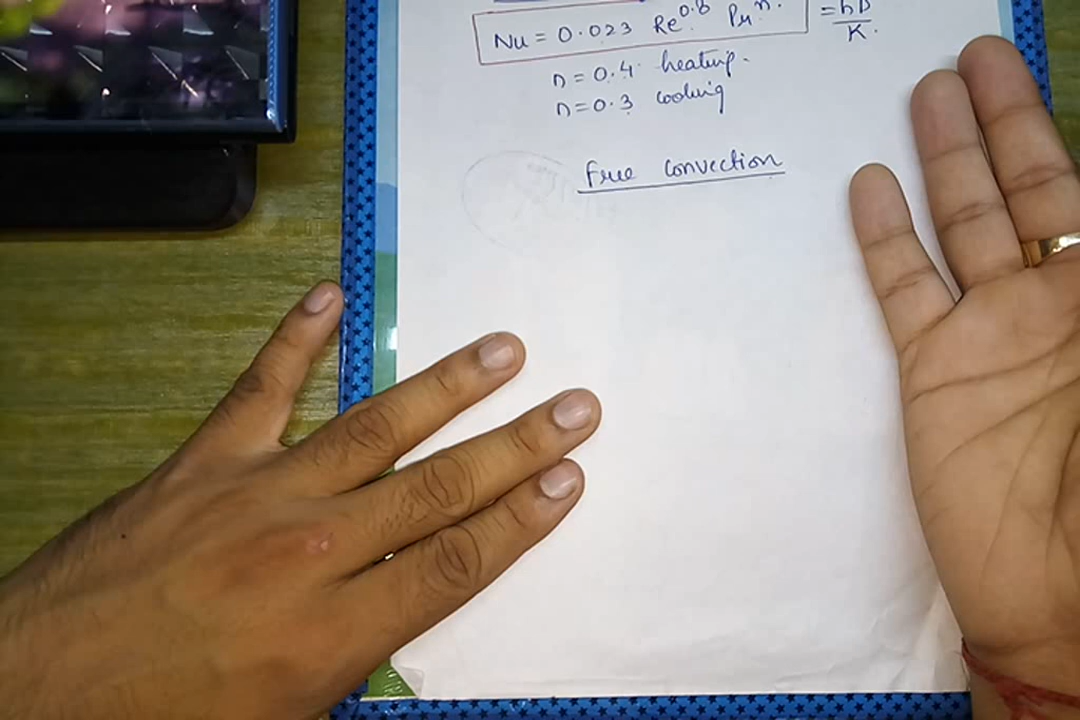 Nu = 0.023 Re^0.8 Pr^n. = hD/K.
n = 0.4 heating.
n = 0.3 cooling
free convection